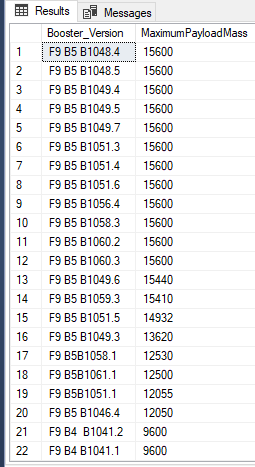 Results Messages
Booster_Version MaximumPayloadMass
1 F9 B5 B1048.4 15600
2 F9 B5 B1048.5 15600
3 F9 B5 B1049.4 15600
4 F9 B5 B1049.5 15600
5 F9 B5 B1049.7 15600
6 F9 B5 B1051.3 15600
7 F9 B5 B1051.4 15600
8 F9 B5 B1051.6 15600
9 F9 B5 B1056.4 15600
10 F9 B5 B1058.3 15600
11 F9 B5 B1060.2 15600
12 F9 B5 B1060.3 15600
13 F9 B5 B1049.6 15440
14 F9 B5 B1059.3 15410
15 F9 B5 B1051.5 14932
16 F9 B5 B1049.3 13620
17 F9 B5B1058.1 12530
18 F9 B5B1061.1 12500
19 F9 B5B1051.1 12055
20 F9 B5 B1046.4 12050
21 F9 B4  B1041.2 9600
22 F9 B4 B1041.1 9600